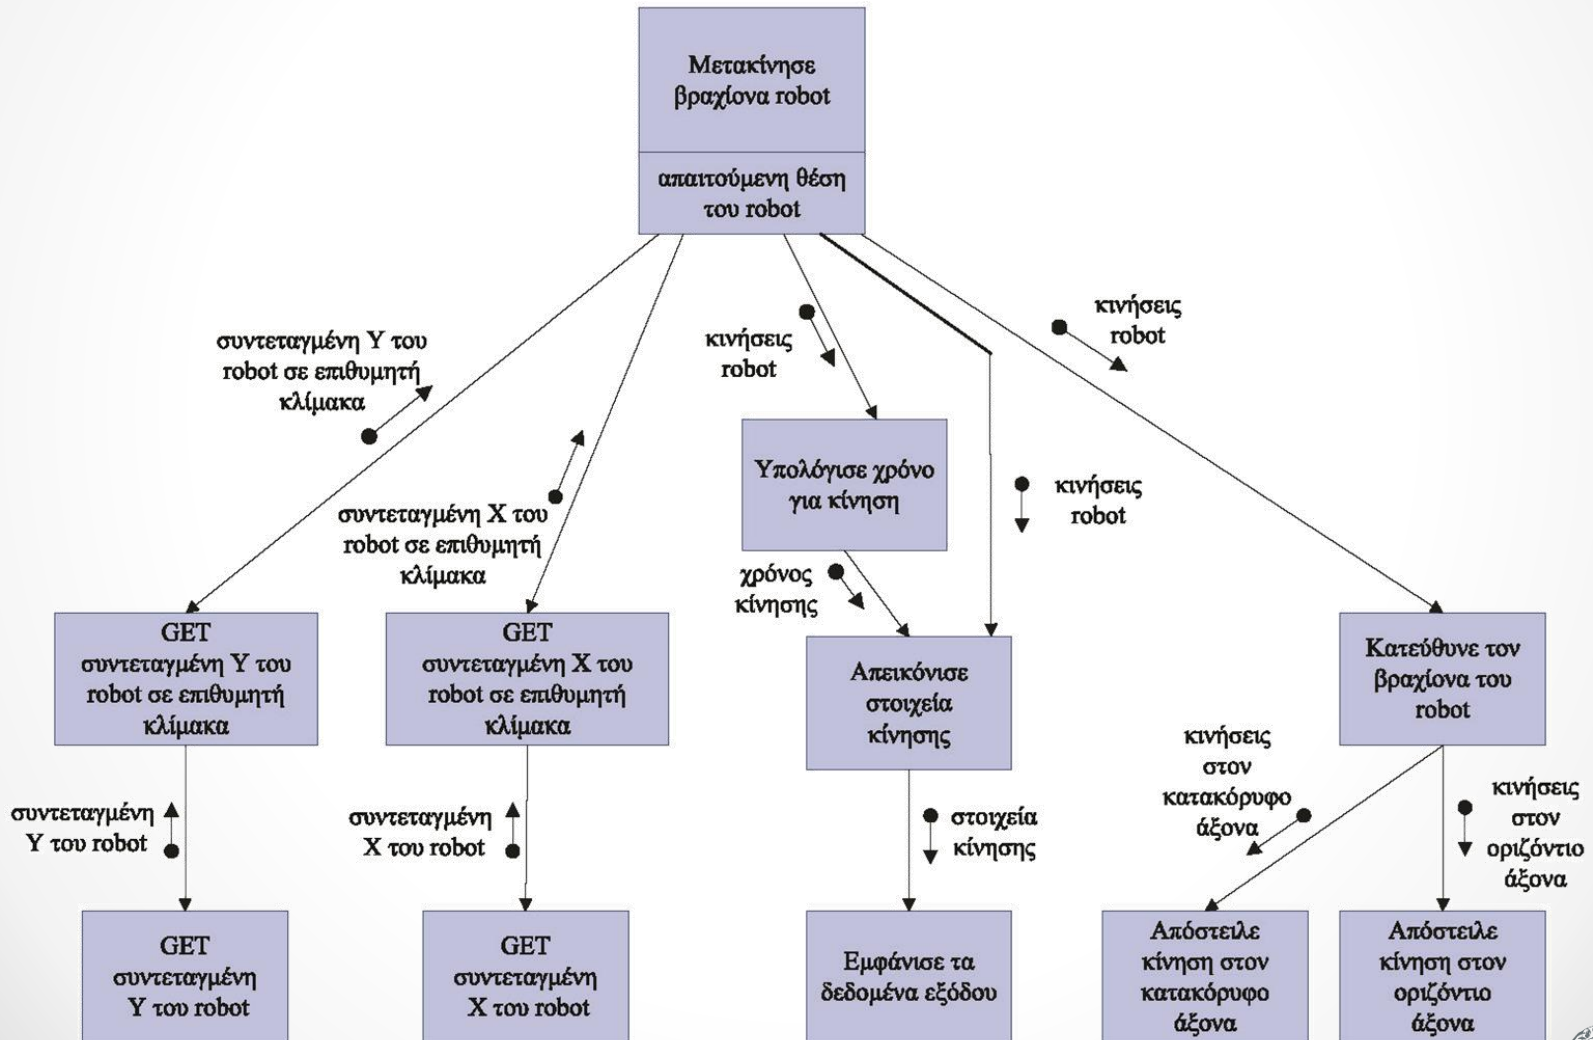 Μετακίνησε
βραχίονα robot
απαιτούμενη θέση
του robot
κινήσεις
robot
συντεταγμένη Υ του
robot σε επιθυμητή
κλίμακα
κινήσεις
robot
Υπολόγισε χρόνο
για κίνηση
κινήσεις
robot
συντεταγμένη Χ του
robot σε επιθυμητή
κλίμακα
χρόνος
κίνησης
GET
συντεταγμένη Υ του
robot σε επιθυμητή
κλίμακα
GET
συντεταγμένη Χ του
robot σε επιθυμητή
κλίμακα
Απεικόνισε
στοιχεία
κίνησης
Κατεύθυνε τον
βραχίονα του
robot
συντεταγμένη
Υ του robot
συντεταγμένη
Χ του robot
στοιχεία
κίνησης
κινήσεις
στον
κατακόρυφο
άξονα
κινήσεις
στον
οριζόντιο
άξονα
GET
συντεταγμένη
Υ του robot
GET
συντεταγμένη
Χ του robot
Εμφάνισε τα
δεδομένα εξόδου
Απόστειλε
κίνηση στον
κατακόρυφο
άξονα
Απόστειλε
κίνηση στον
οριζόντιο
άξονα